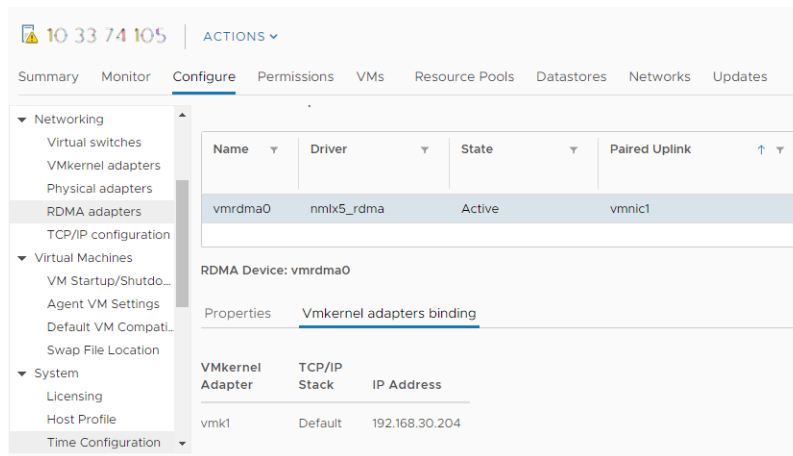 10 33 74 105 ACTIONS
Summary Monitor Configure Permissions VMs Resource Pools Datastores Networks Updates
Networking
Virtual switches
VMkernel adapters
Physical adapters
RDMA adapters
TCP/IP configuration
Virtual Machines
VM Startup/Shutdo...
Agent VM Settings
Default VM Compati...
Swap File Location
System
Licensing
Host Profile
Time Configuration
Name Driver State Paired Uplink
vmrdma0 nmlx5_rdma Active vmnic1
RDMA Device: vmrdma0
Properties Vmkernel adapters binding
VMkernel Adapter TCP/IP Stack IP Address
vmk1 Default 192.168.30.204